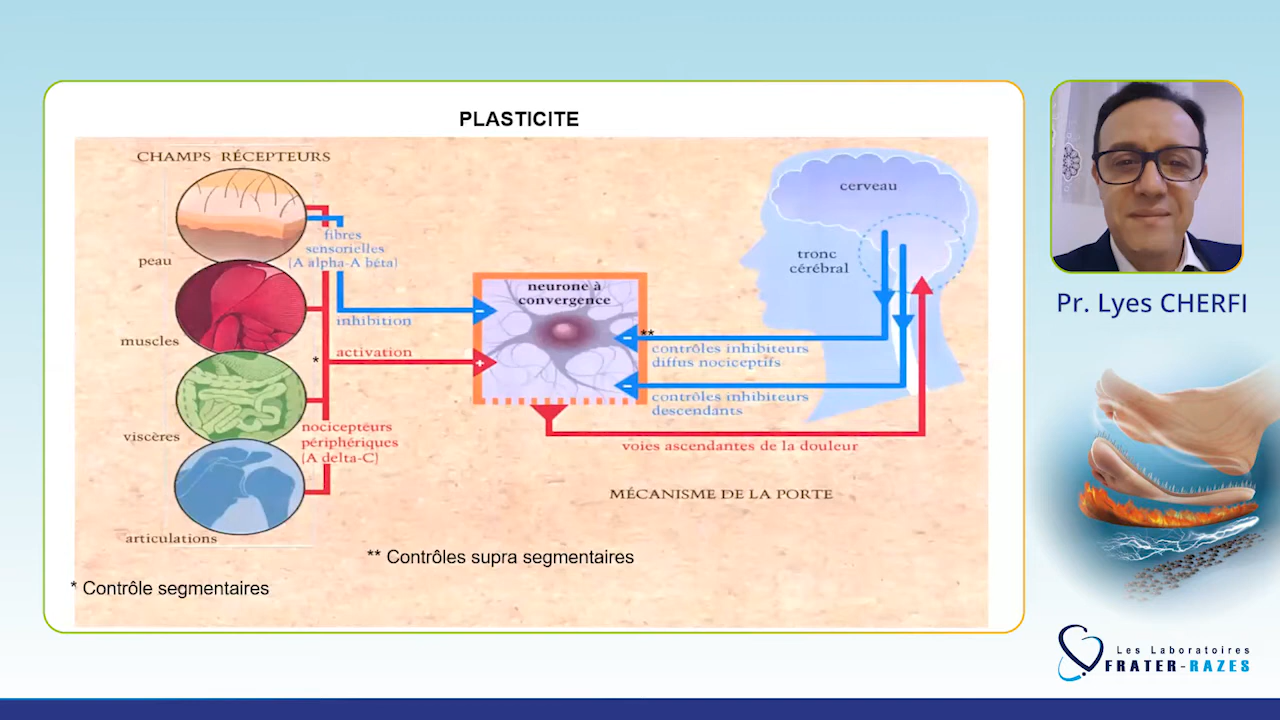 PLASTICITE
CHAMPS RÉCEPTEURS
peau
muscles
viscères
articulations
fibres
sensorielles
(A alpha-A bêta)
inhibition
*
activation
nocicepteurs
périphériques
(A delta-C)
neurone à
convergence
-
+
-
-
**
cerveau
tronc
cérébral
contrôles inhibiteurs
diffus nociceptifs
contrôles inhibiteurs
descendants
voies ascendantes de la douleur
MÉCANISME DE LA PORTE
** Contrôles supra segmentaires
* Contrôle segmentaires
Pr. Lyes CHERFI
Les Laboratoires
FRATER-RAZES